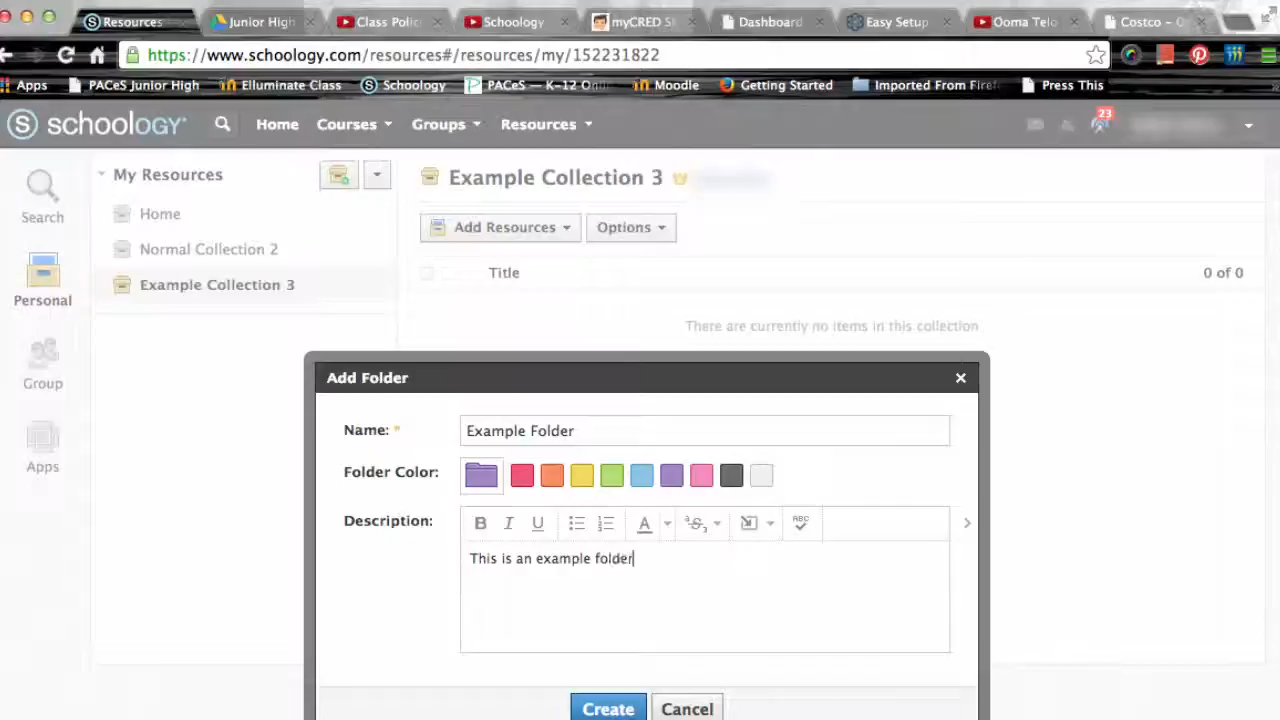 Resources
Junior High
Class Polic
Schoology
myCRED S
Dashboard
Easy Setup
Ooma Telo
Costco – O
https://www.schoology.com/resources#/resources/my/152231822
Apps
PACeS Junior High
Illuminate Class
Schoology
PACeS — K-12 On
Moodle
Getting Started
Imported From Firef
Press This
S schoology
Home
Courses
Groups
Resources
23
Search
Personal
Group
Apps
My Resources
Home
Normal Collection 2
Example Collection 3
Example Collection 3
Add Resources
Options
Title
0 of 0
There are currently no items in this collection
Add Folder
×
Name: *
Example Folder
Folder Color:
Description:
B I U A ABC
This is an example folder
Create
Cancel